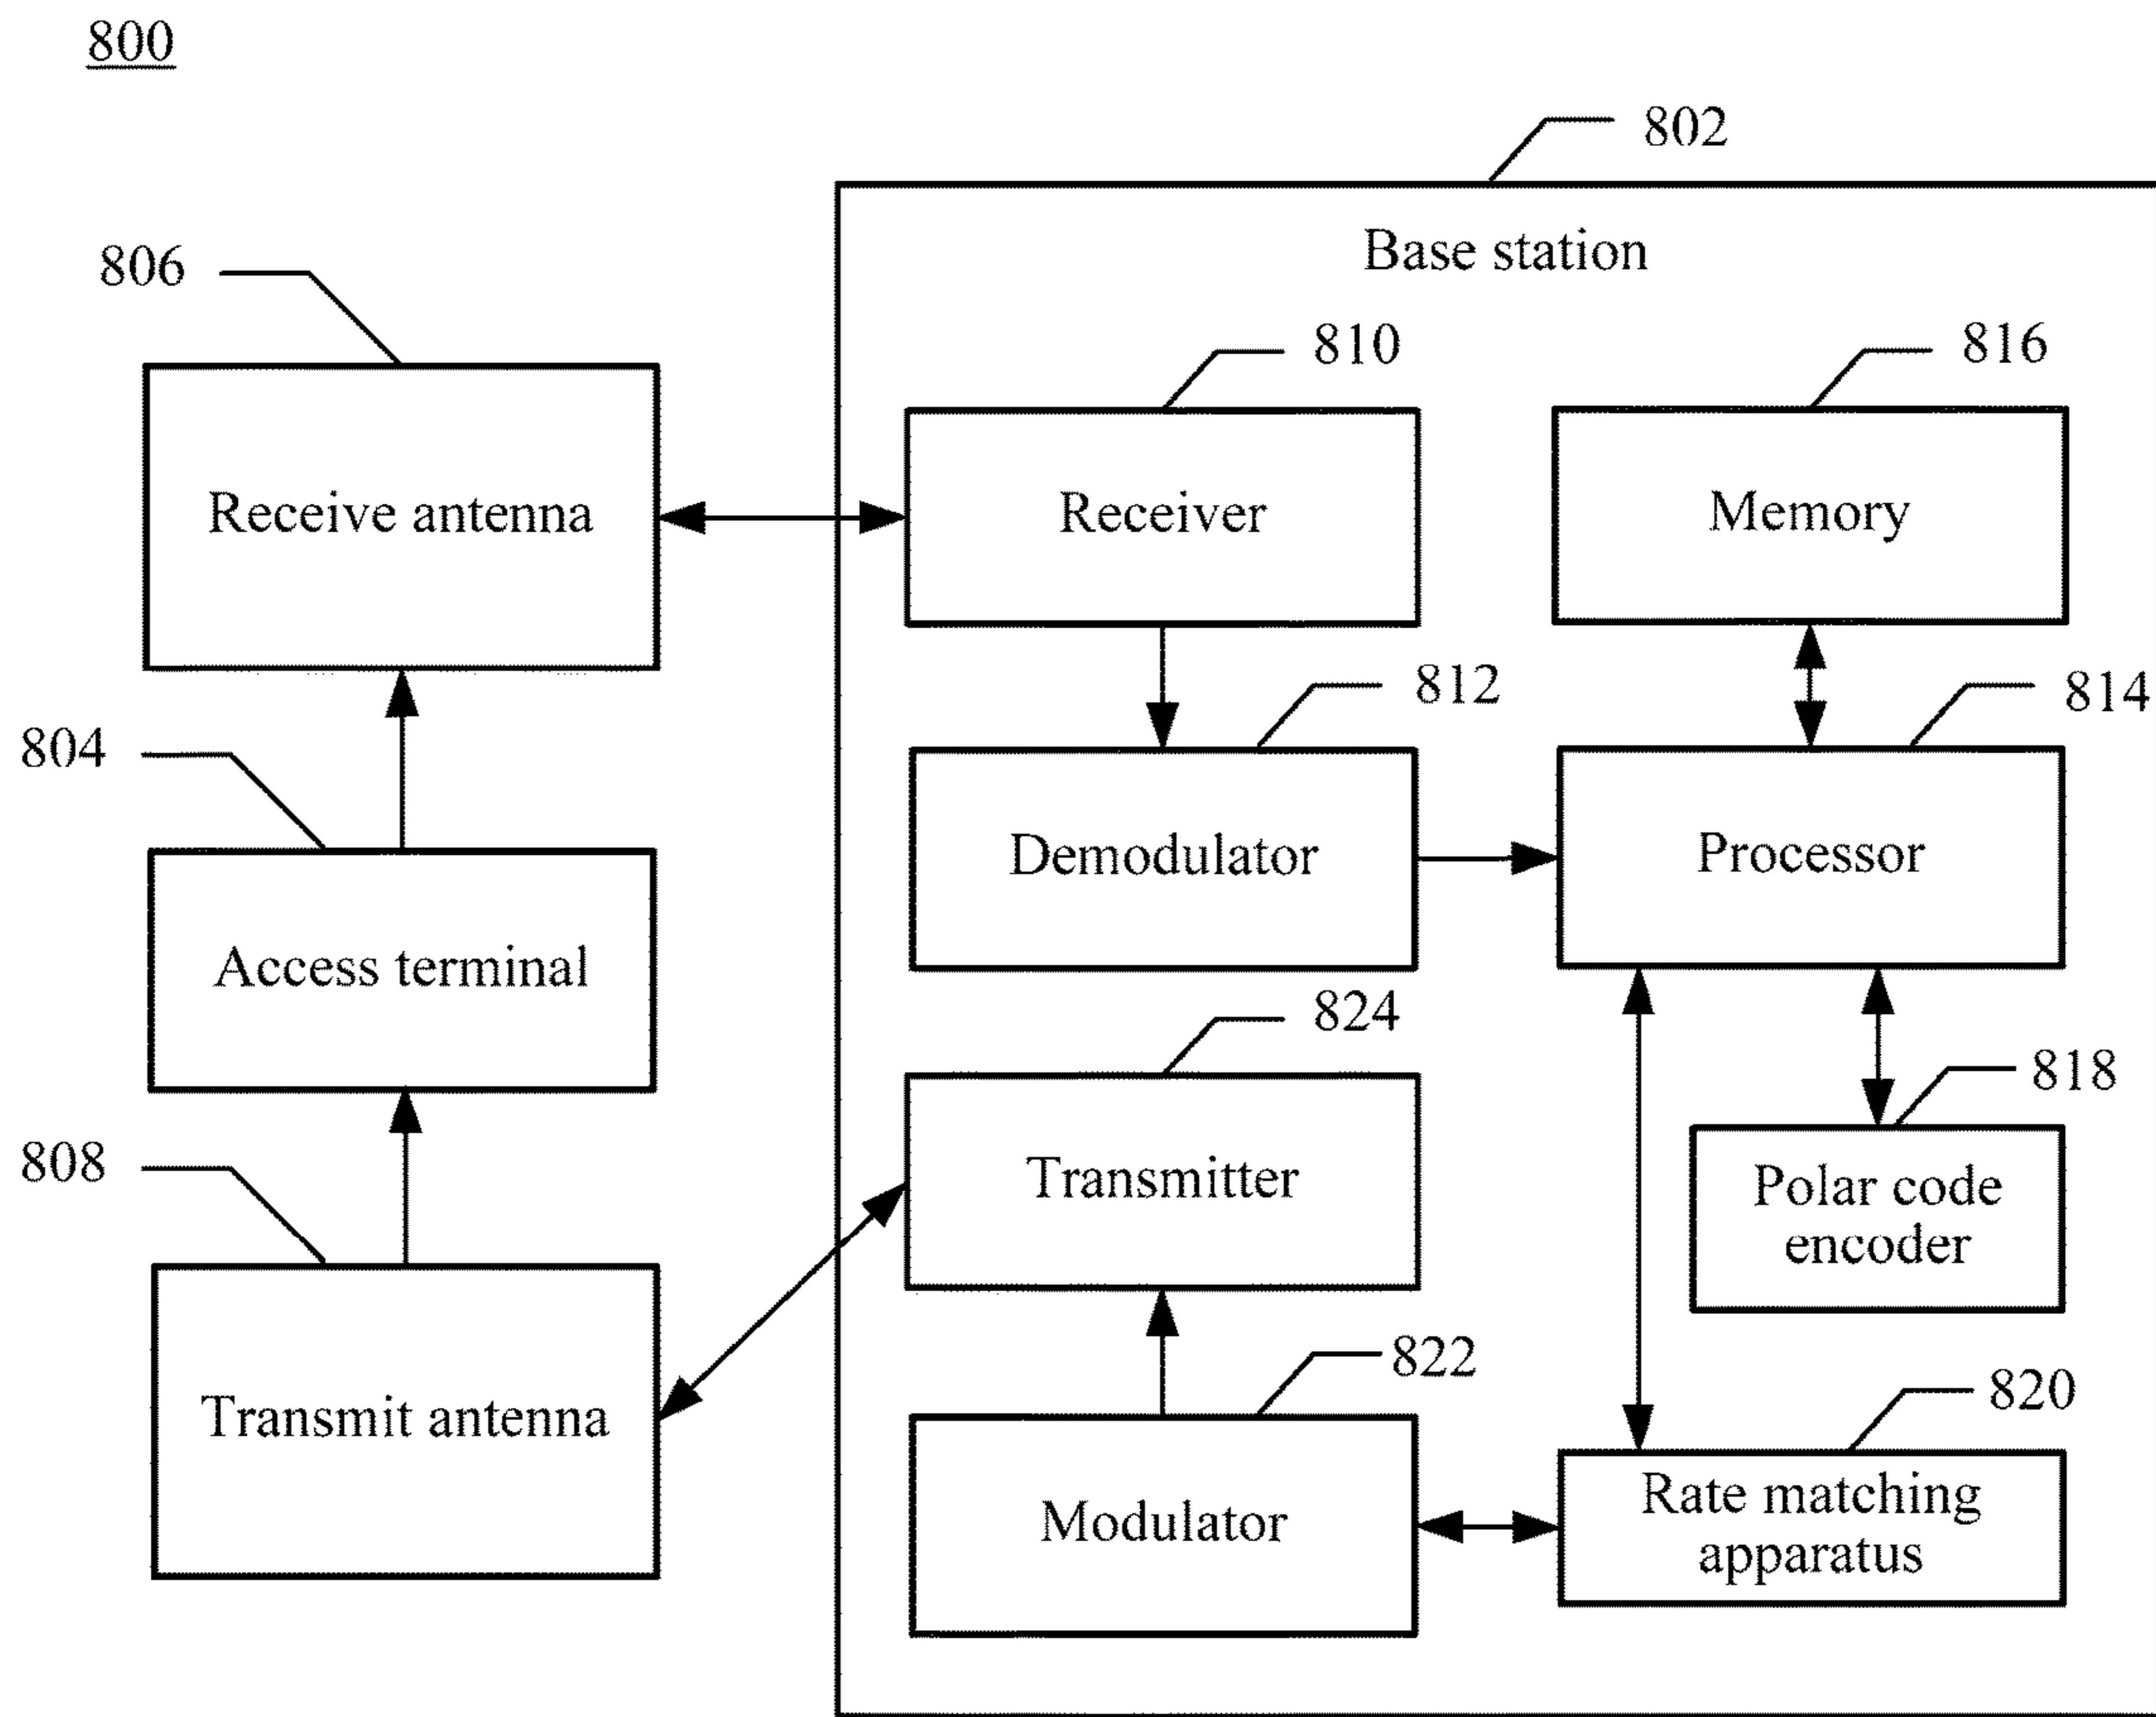 800
802
Base station
806
810
816
Receive antenna
Receiver
Memory
812
814
804
Demodulator
Processor
Access terminal
824
818
808
Transmitter
Polar code
encoder
822
820
Transmit antenna
Modulator
Rate matching
apparatus